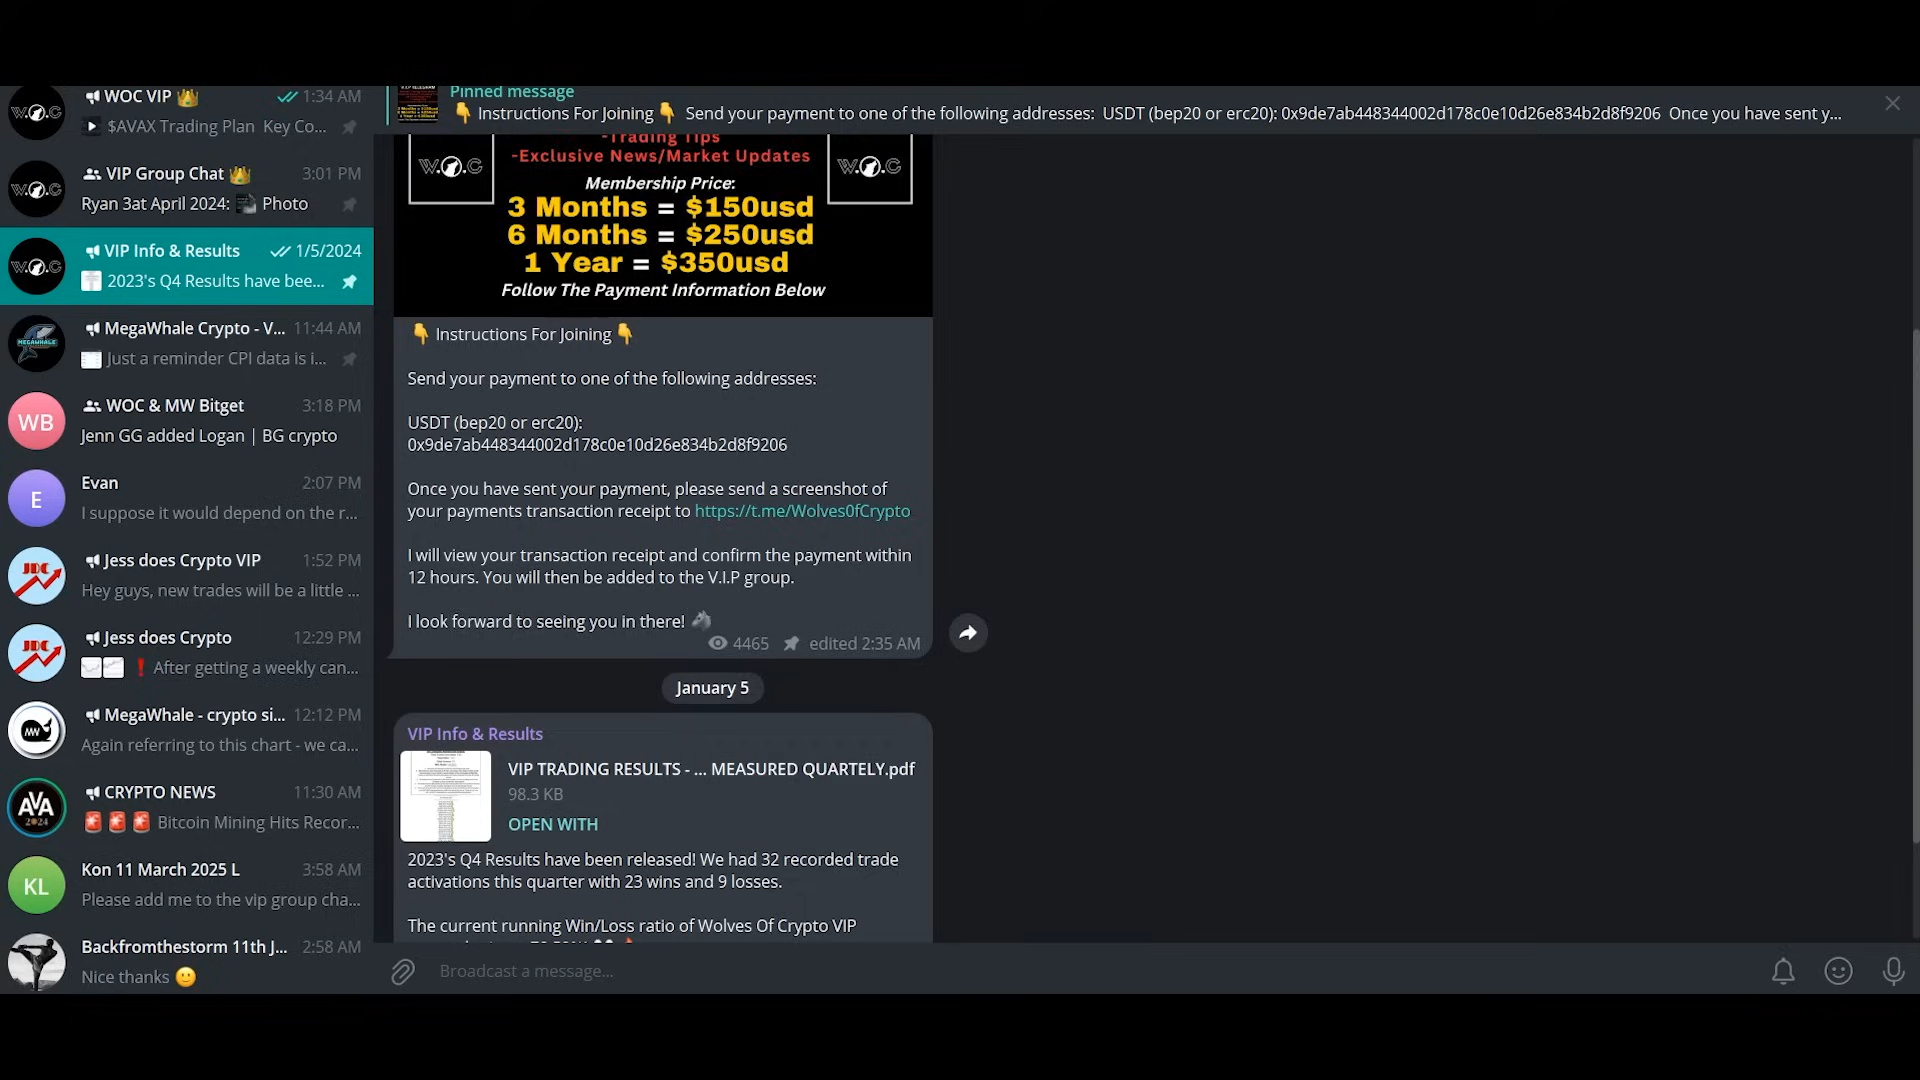 WOC VIP 👑 1:34 AM
$AVAX Trading Plan Key Co...
VIP Group Chat 👑 3:01 PM
Ryan 3at April 2024: Photo
VIP Info & Results 1/5/2024
2023's Q4 Results have bee...
MegaWhale Crypto - V... 11:44 AM
Just a reminder CPI data is i...
WB
WOC & MW Bitget 3:18 PM
Jenn GG added Logan | BG crypto
E
Evan 2:07 PM
I suppose it would depend on the r...
JDC
Jess does Crypto VIP 1:52 PM
Hey guys, new trades will be a little ...
JDC
Jess does Crypto 12:29 PM
❗ After getting a weekly can...
MW
MegaWhale - crypto si... 12:12 PM
Again referring to this chart - we ca...
AVA
2024
CRYPTO NEWS 11:30 AM
🚨 🚨 🚨 Bitcoin Mining Hits Recor...
KL
Kon 11 March 2025 L 3:58 AM
Please add me to the vip group cha...
Backfromthestorm 11th J... 2:58 AM
Nice thanks 🙂
Pinned message
👇 Instructions For Joining 👇 Send your payment to one of the following addresses: USDT (bep20 or erc20): 0x9de7ab448344002d178c0e10d26e834b2d8f9206 Once you have sent y...
-Trading Tips
-Exclusive News/Market Updates
W.O.C
W.O.C
Membership Price:
3 Months = $150usd
6 Months = $250usd
1 Year = $350usd
Follow The Payment Information Below
👇 Instructions For Joining 👇
Send your payment to one of the following addresses:
USDT (bep20 or erc20):
0x9de7ab448344002d178c0e10d26e834b2d8f9206
Once you have sent your payment, please send a screenshot of
your payments transaction receipt to https://t.me/Wolves0fCrypto
I will view your transaction receipt and confirm the payment within
12 hours. You will then be added to the V.I.P group.
I look forward to seeing you in there! 🐺
4465 edited 2:35 AM
January 5
VIP Info & Results
VIP TRADING RESULTS - ... MEASURED QUARTELY.pdf
98.3 KB
OPEN WITH
2023's Q4 Results have been released! We had 32 recorded trade
activations this quarter with 23 wins and 9 losses.
The current running Win/Loss ratio of Wolves Of Crypto VIP
Broadcast a message...